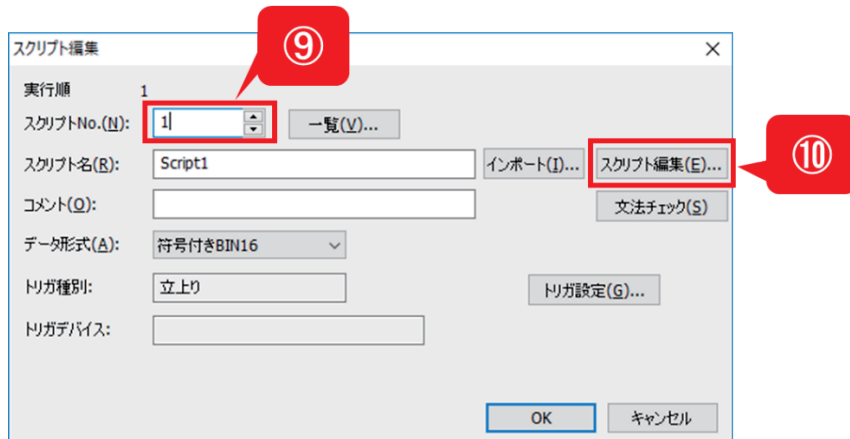 ⑨
スクリプト編集
実行順 1
スクリプトNo.(N): 1 一覧(V)...
スクリプト名(R): Script1 インポート(I)... スクリプト編集(E)...
⑩
コメント(O): 文法チェック(S)
データ形式(A): 符号付きBIN16
トリガ種別: 立上り トリガ設定(G)...
トリガデバイス:
OK キャンセル